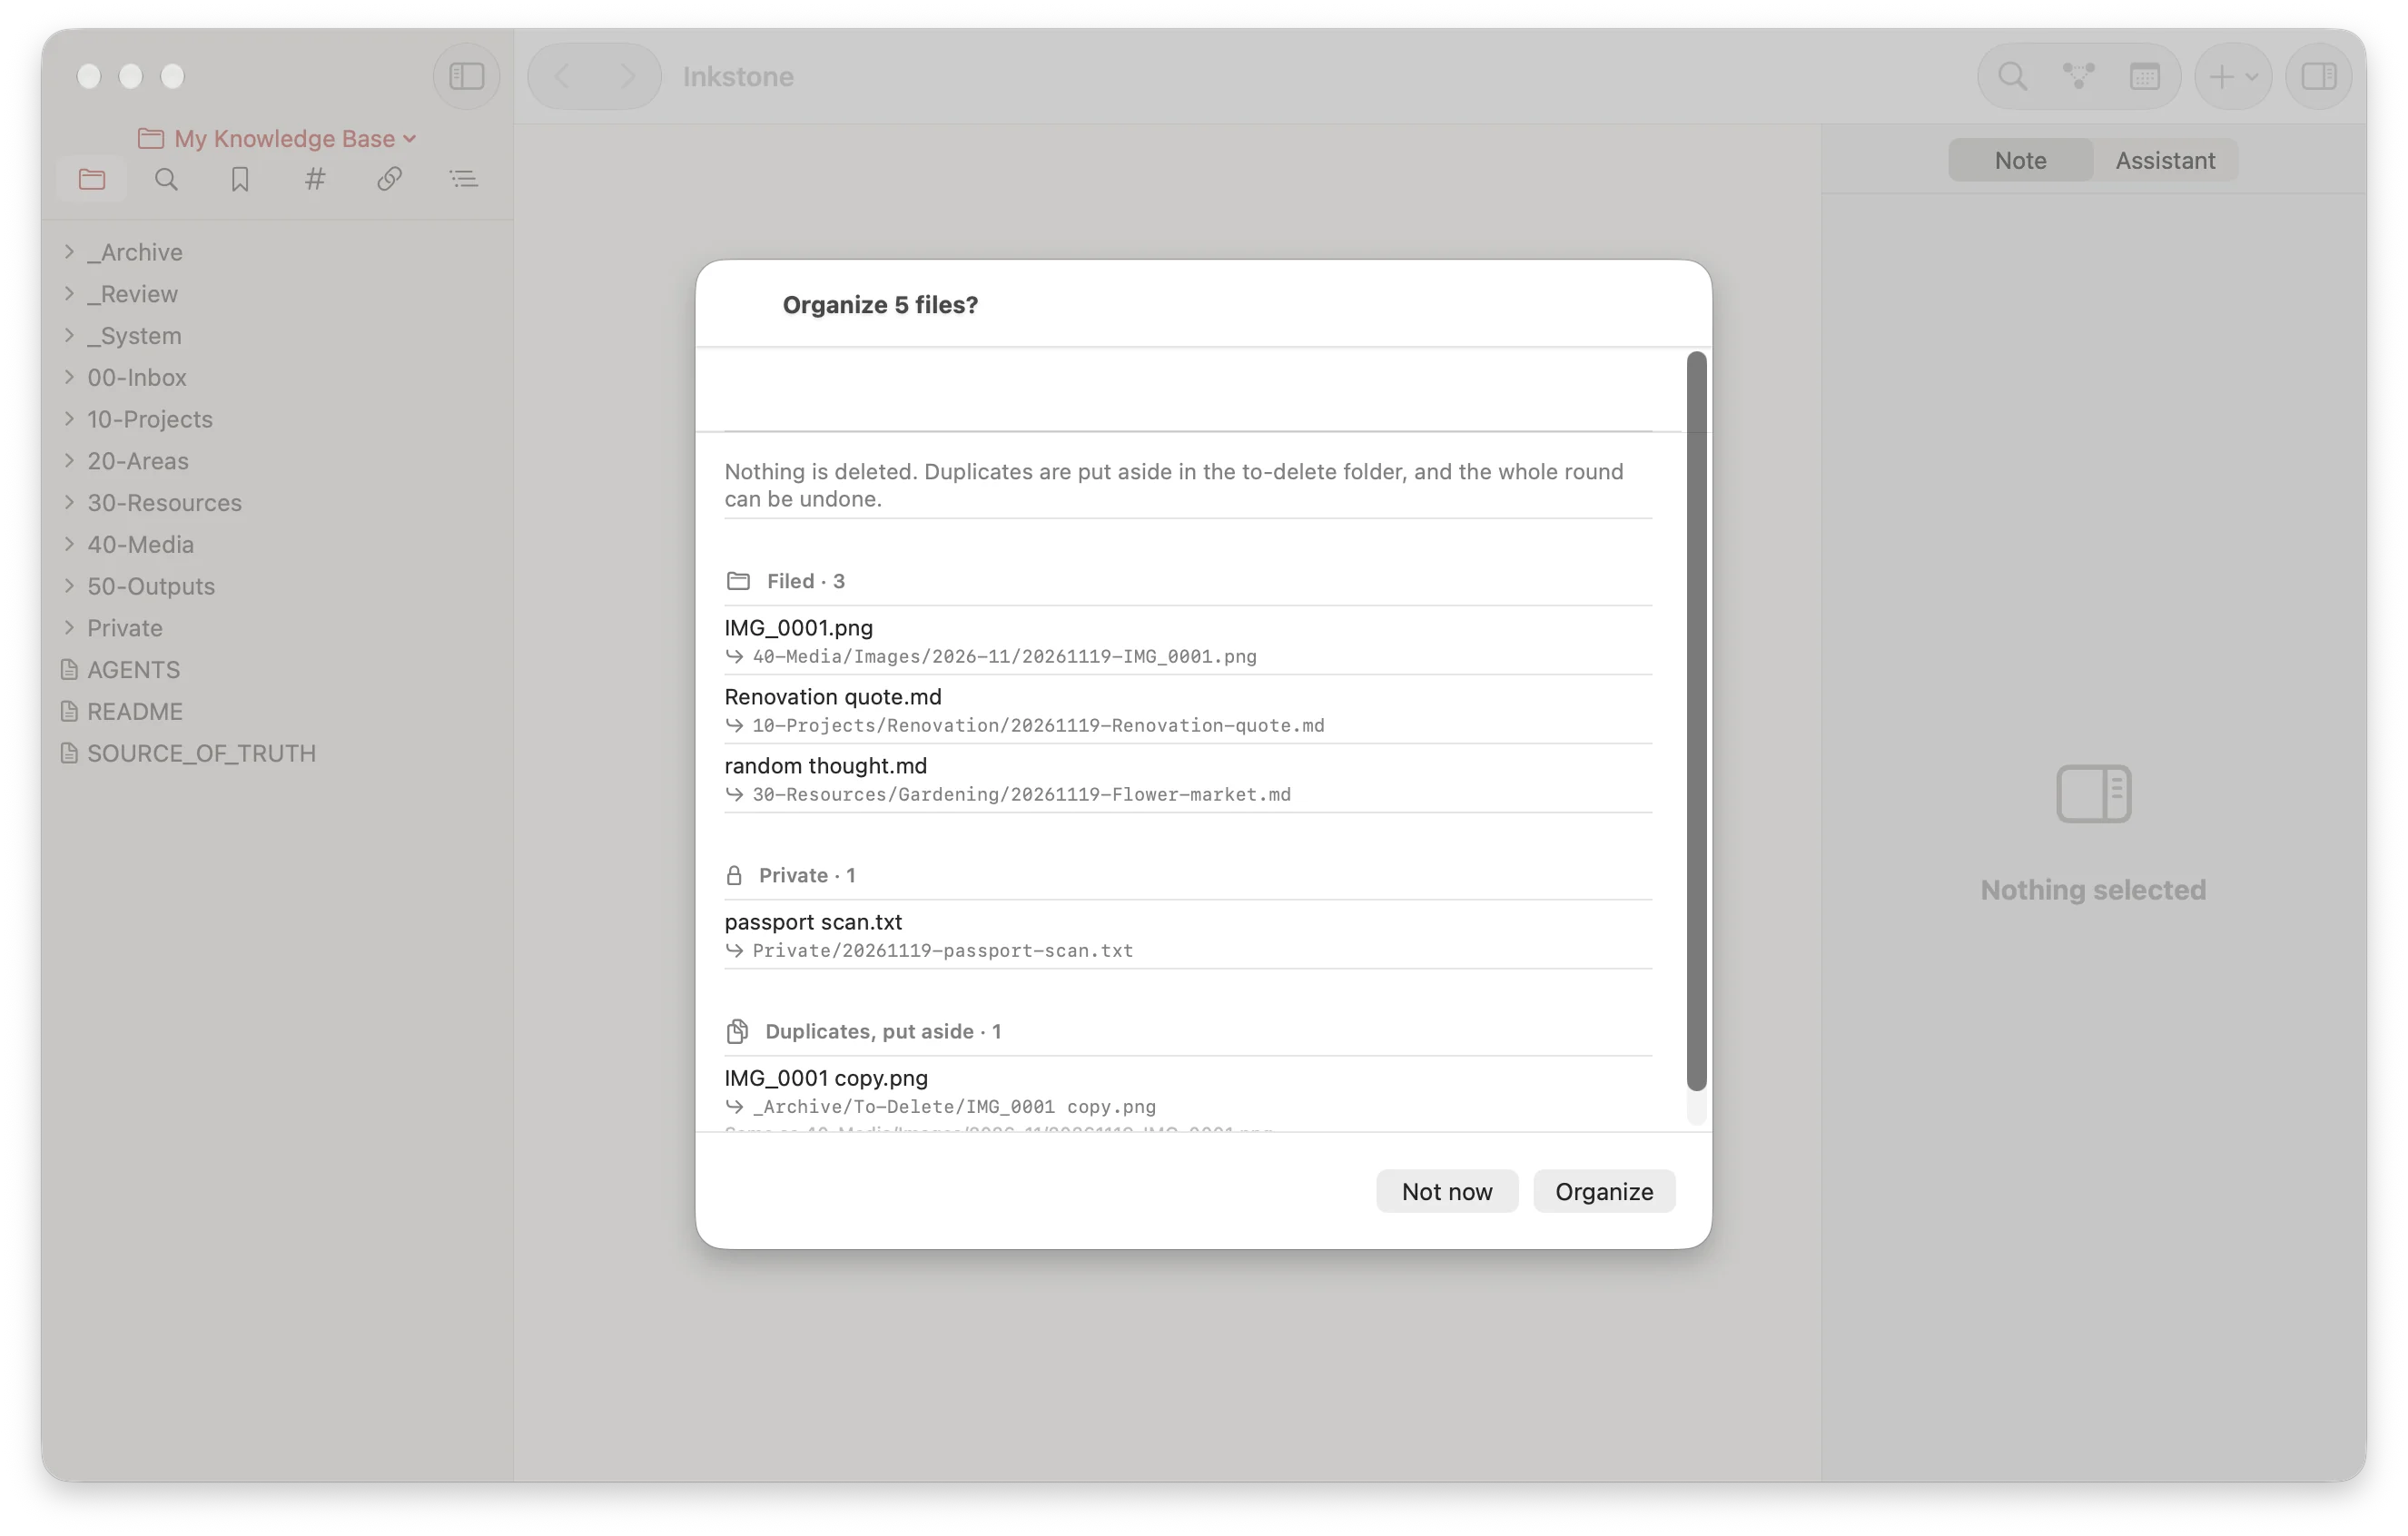 Inkstone
My Knowledge Base
Note
Assistant
_Archive
_Review
_System
00-Inbox
10-Projects
20-Areas
30-Resources
40-Media
50-Outputs
Private
AGENTS
README
SOURCE_OF_TRUTH
Organize 5 files?
Nothing is deleted. Duplicates are put aside in the to-delete folder, and the whole round
can be undone.
Filed · 3
IMG_0001.png
40-Media/Images/2026-11/20261119-IMG_0001.png
Renovation quote.md
10-Projects/Renovation/20261119-Renovation-quote.md
random thought.md
30-Resources/Gardening/20261119-Flower-market.md
Private · 1
passport scan.txt
Private/20261119-passport-scan.txt
Duplicates, put aside · 1
IMG_0001 copy.png
_Archive/To-Delete/IMG_0001 copy.png
Not now
Organize
Nothing selected